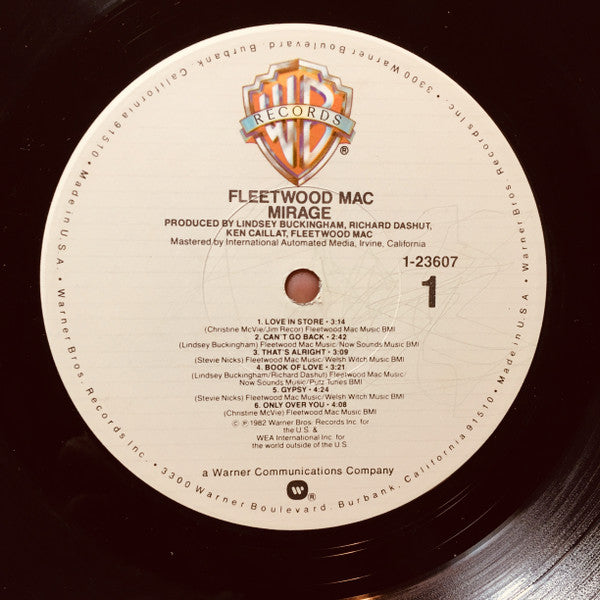 WB
RECORDS
®
FLEETWOOD MAC
MIRAGE
PRODUCED BY LINDSEY BUCKINGHAM, RICHARD DASHUT,
KEN CAILLAT, FLEETWOOD MAC
Mastered by International Automated Media, Irvine, California
1-23607
1
1. LOVE IN STORE - 3:14
(Christine McVie/Jim Recor) Fleetwood Mac Music BMI
2. CAN'T GO BACK - 2:42
(Lindsey Buckingham) Fleetwood Mac Music/Now Sounds Music BMI
3. THAT'S ALRIGHT - 3:09
(Stevie Nicks) Fleetwood Mac Music/Welsh Witch Music BMI
4. BOOK OF LOVE - 3:21
(Lindsey Buckingham/Richard Dashut) Fleetwood Mac Music/
Now Sounds Music/Putz Tunes BMI
5. GYPSY - 4:24
(Stevie Nicks) Fleetwood Mac Music/Welsh Witch Music BMI
6. ONLY OVER YOU - 4:08
(Christine McVie) Fleetwood Mac Music BMI
© ℗ 1982 Warner Bros. Records Inc. for
the U.S. &
WEA International Inc. for
the world outside of the U.S.
a Warner Communications Company
W ®
Made in U.S.A. • Warner Bros. Records Inc. • 3300 Warner Boulevard, Burbank, California 91510 • Made in U.S.A. • Warner Bros. Records Inc. • 3300 Warner Boulevard, Burbank, California 91510 •